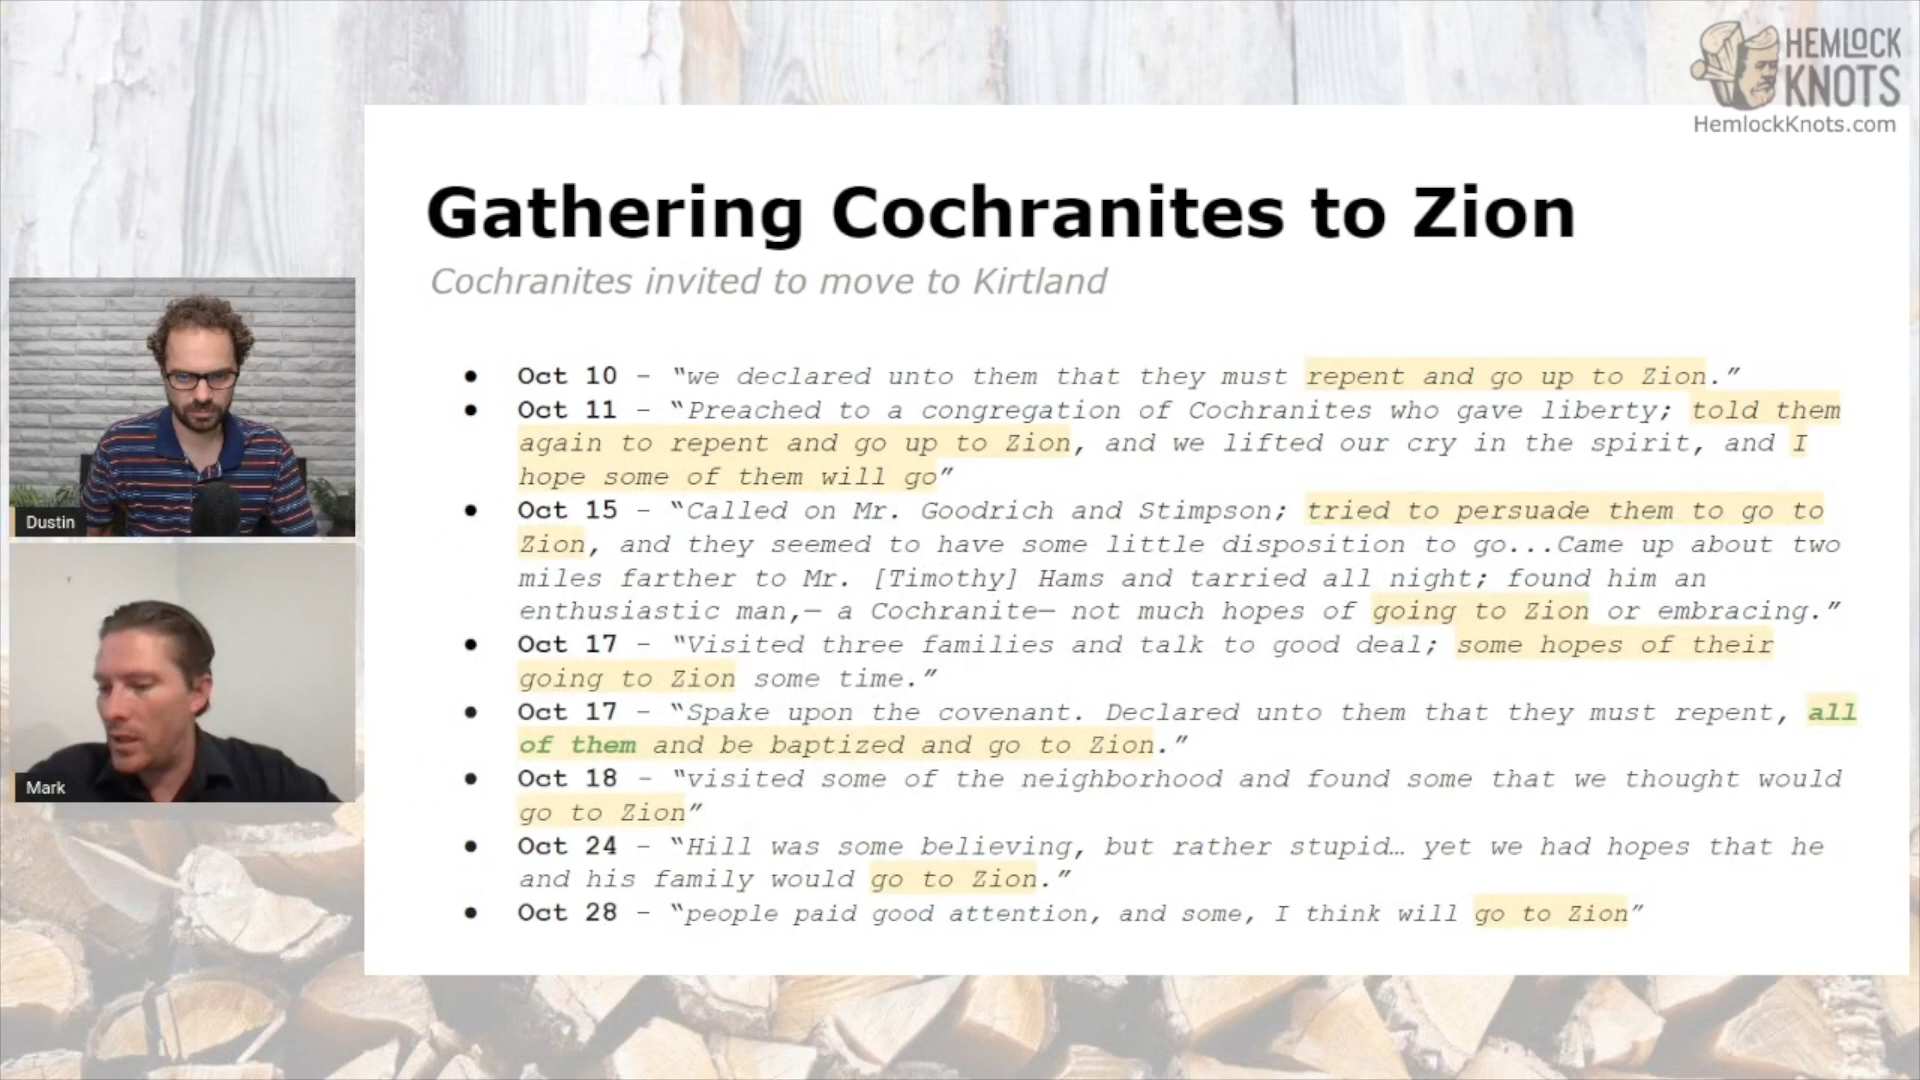 HEMLOCK
KNOTS
HemlockKnots.com
Gathering Cochranites to Zion
Cochranites invited to move to Kirtland
● Oct 10 – “we declared unto them that they must repent and go up to Zion.”
● Oct 11 – “Preached to a congregation of Cochranites who gave liberty; told them
again to repent and go up to Zion, and we lifted our cry in the spirit, and I
hope some of them will go”
● Oct 15 – “Called on Mr. Goodrich and Stimpson; tried to persuade them to go to
Zion, and they seemed to have some little disposition to go...Came up about two
miles farther to Mr. [Timothy] Hams and tarried all night; found him an
enthusiastic man,— a Cochranite— not much hopes of going to Zion or embracing.”
● Oct 17 – “Visited three families and talk to good deal; some hopes of their
going to Zion some time.”
● Oct 17 – “Spake upon the covenant. Declared unto them that they must repent, all
of them and be baptized and go to Zion.”
● Oct 18 – “visited some of the neighborhood and found some that we thought would
go to Zion”
● Oct 24 – “Hill was some believing, but rather stupid… yet we had hopes that he
and his family would go to Zion.”
● Oct 28 – “people paid good attention, and some, I think will go to Zion”
Dustin
Mark